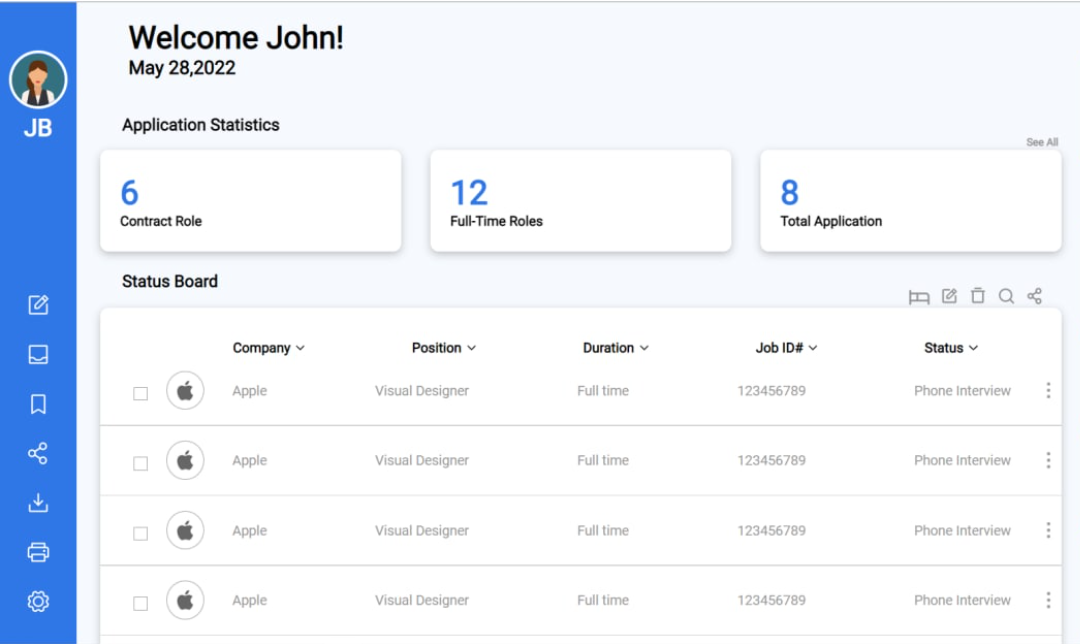 Welcome John!
May 28,2022
JB
Application Statistics
See All
6
Contract Role
12
Full-Time Roles
8
Total Application
Status Board
Company Position Duration Job ID# Status
Apple Visual Designer Full time 123456789 Phone Interview
Apple Visual Designer Full time 123456789 Phone Interview
Apple Visual Designer Full time 123456789 Phone Interview
Apple Visual Designer Full time 123456789 Phone Interview